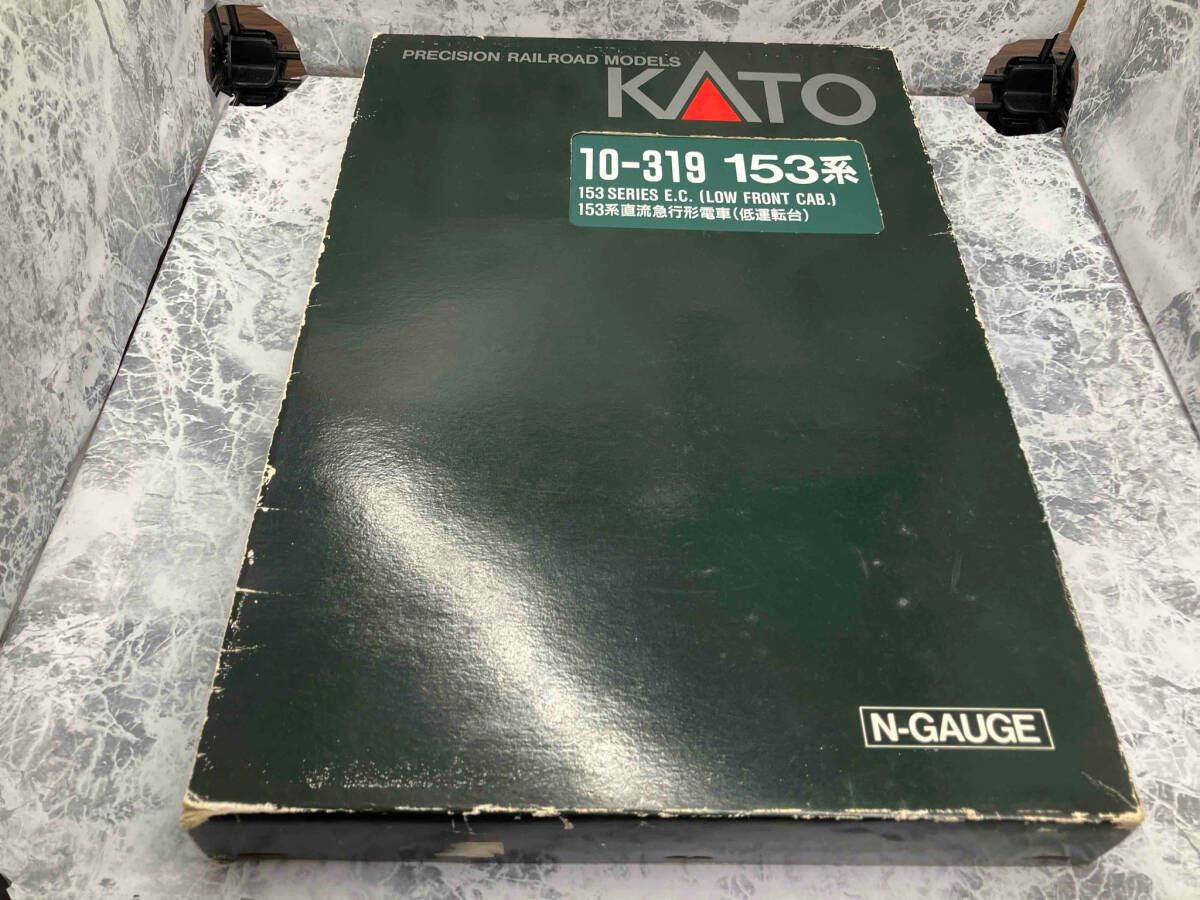 PRECISION RAILROAD MODELS
KATO
10-319 153系
153 SERIES E.C. (LOW FRONT CAB.)
153系直流急行形電車(低運転台)
N-GAUGE